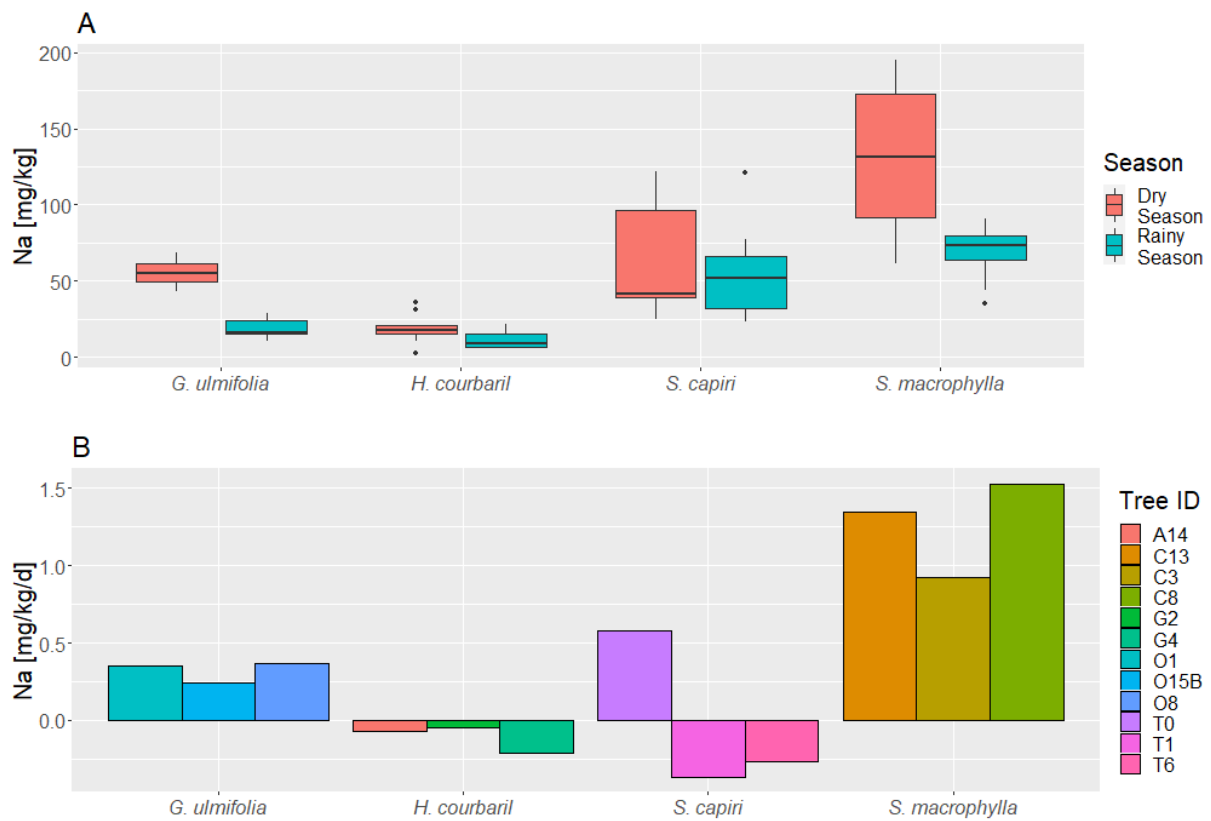 A
Na [mg/kg]
200
150
100
50
0
G. ulmifolia
H. courbaril
S. capiri
S. macrophylla
Season
Dry
Season
Rainy
Season
B
Na [mg/kg/d]
1.5
1.0
0.5
0.0
G. ulmifolia
H. courbaril
S. capiri
S. macrophylla
Tree ID
A14
C13
C3
C8
G2
G4
O1
O15B
O8
T0
T1
T6